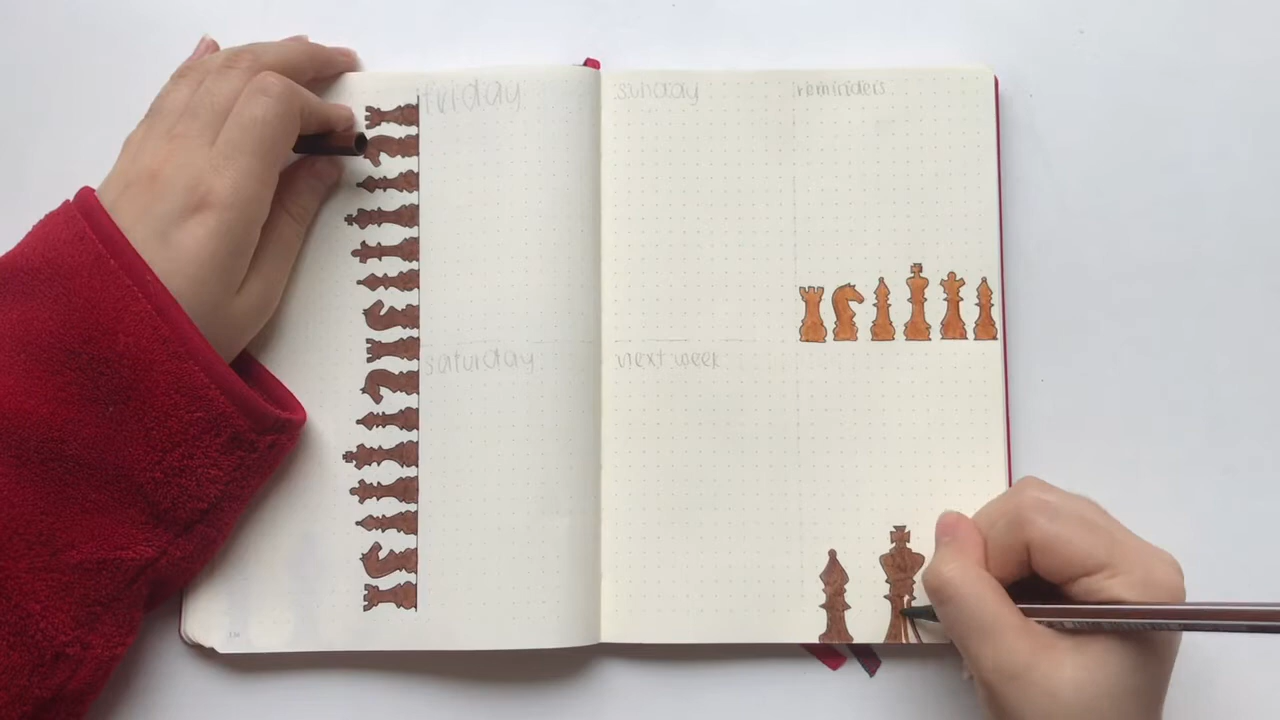 friday
saturday
sunday
reminders
next week